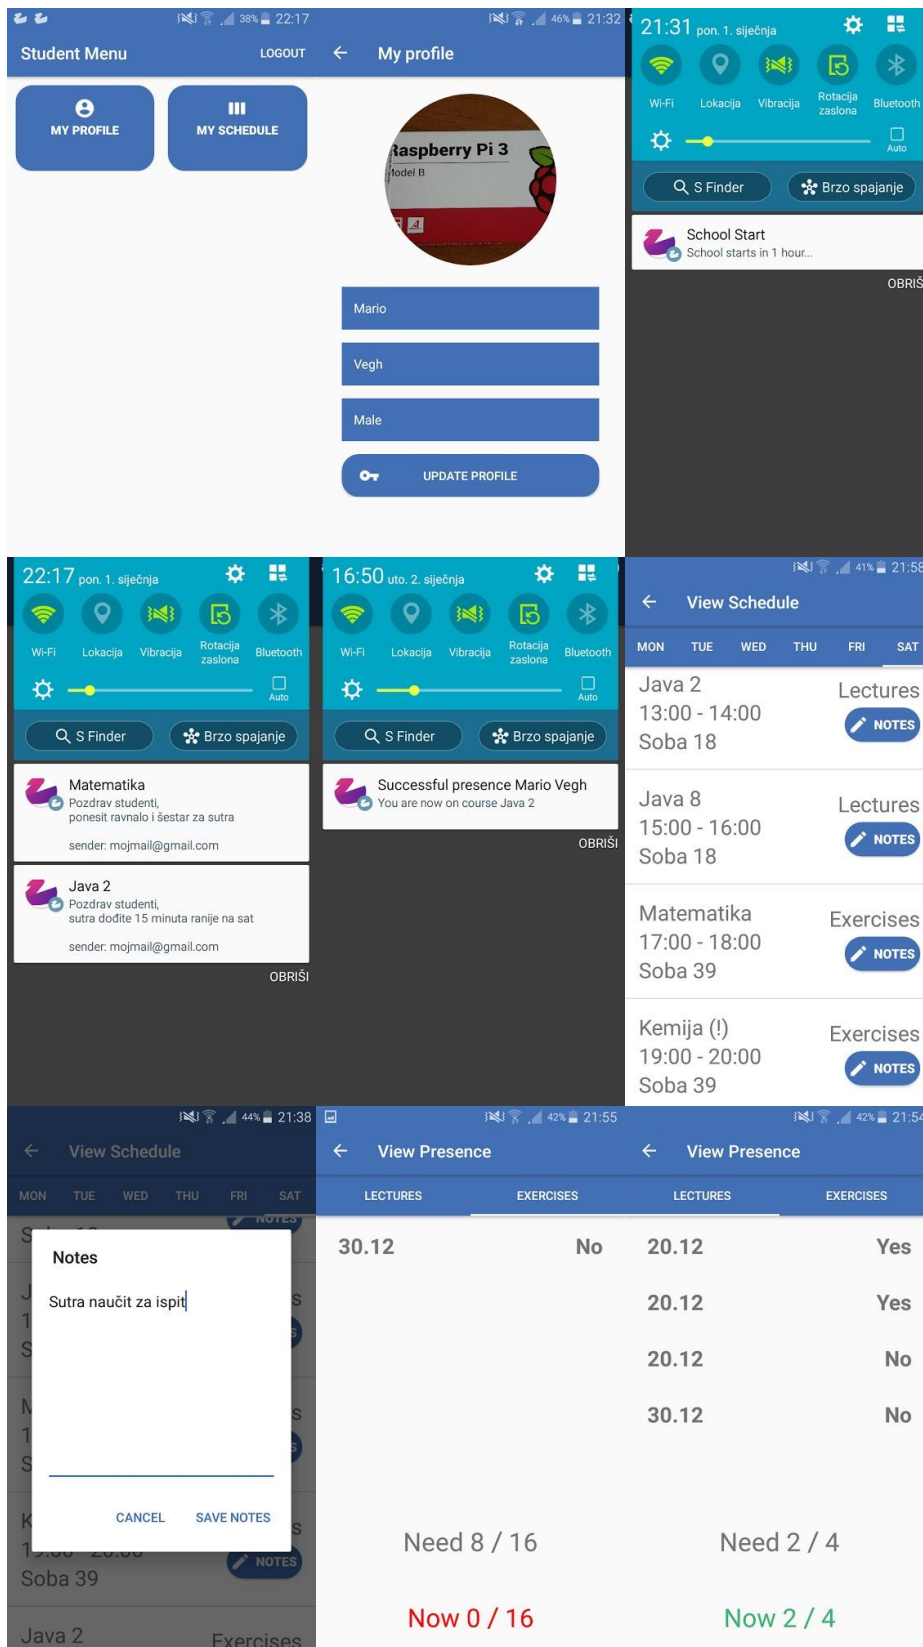 38% 22:17
Student Menu LOGOUT
MY PROFILE
MY SCHEDULE
46% 21:32
My profile
Raspberry Pi 3
Model B
Mario
Vegh
Male
UPDATE PROFILE
21:31 pon. 1. siječnja
Wi-Fi Lokacija Vibracija Rotacija Bluetooth
zaslona
Auto
S Finder Brzo spajanje
School Start
School starts in 1 hour...
OBRIŠ
22:17 pon. 1. siječnja
Wi-Fi Lokacija Vibracija Rotacija Bluetooth
zaslona
Auto
S Finder Brzo spajanje
Matematika
Pozdrav studenti,
ponesit ravnalo i šestar za sutra
sender: mojmail@gmail.com
Java 2
Pozdrav studenti,
sutra dođite 15 minuta ranije na sat
sender: mojmail@gmail.com
OBRIŠI
16:50 uto. 2. siječnja
Wi-Fi Lokacija Vibracija Rotacija Bluetooth
zaslona
Auto
S Finder Brzo spajanje
Successful presence Mario Vegh
You are now on course Java 2
OBRIŠI
41% 21:58
View Schedule
MON TUE WED THU FRI SAT
Java 2 Lectures
13:00 - 14:00
NOTES
Soba 18
Java 8 Lectures
15:00 - 16:00
NOTES
Soba 18
Matematika Exercises
17:00 - 18:00
NOTES
Soba 39
Kemija (!) Exercises
19:00 - 20:00
NOTES
Soba 39
44% 21:38
View Schedule
MON TUE WED THU FRI SAT
NOTES
Notes
Sutra naučit za ispit
CANCEL SAVE NOTES
NOTES
Soba 39
Java 2 Exercises
42% 21:55
View Presence
LECTURES EXERCISES
30.12 No
Need 8 / 16
Now 0 / 16
42% 21:54
View Presence
LECTURES EXERCISES
20.12 Yes
20.12 Yes
20.12 No
30.12 No
Need 2 / 4
Now 2 / 4